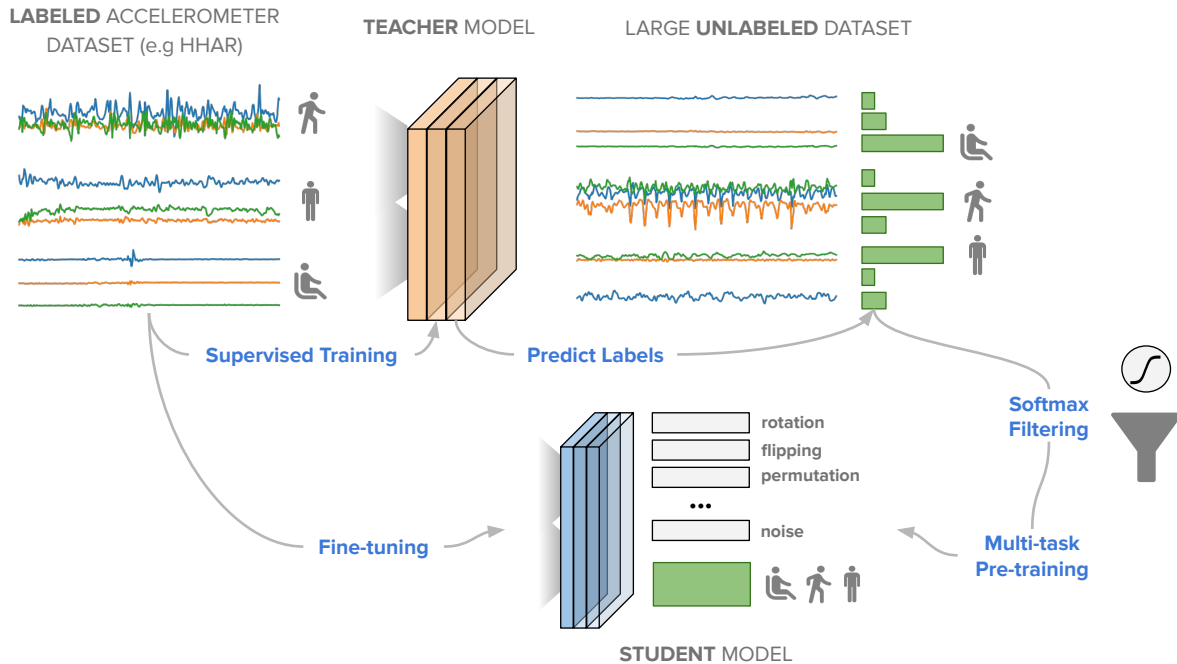 LABELED ACCELEROMETER
DATASET (e.g HHAR)
TEACHER MODEL
LARGE UNLABELED DATASET
Supervised Training
Predict Labels
Softmax
Filtering
rotation
flipping
permutation
...
noise
Fine-tuning
Multi-task
Pre-training
STUDENT MODEL